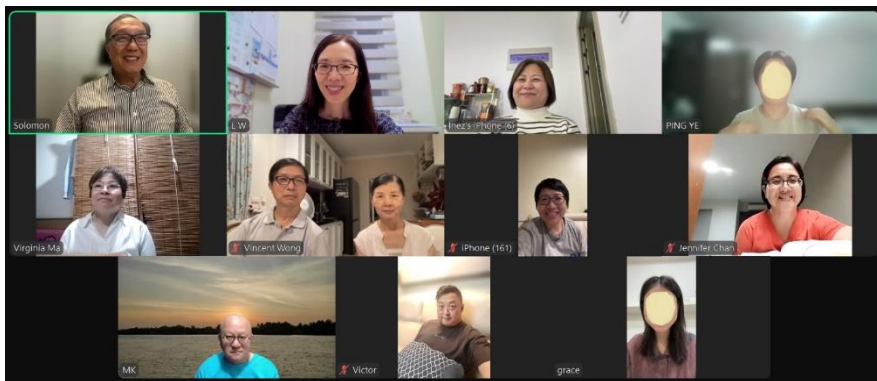 Solomon
L W
Inez's iPhone (6)
PING YE
Virginia Ma
Vincent Wong
iPhone (161)
Jennifer Chan
MK
Victor
grace